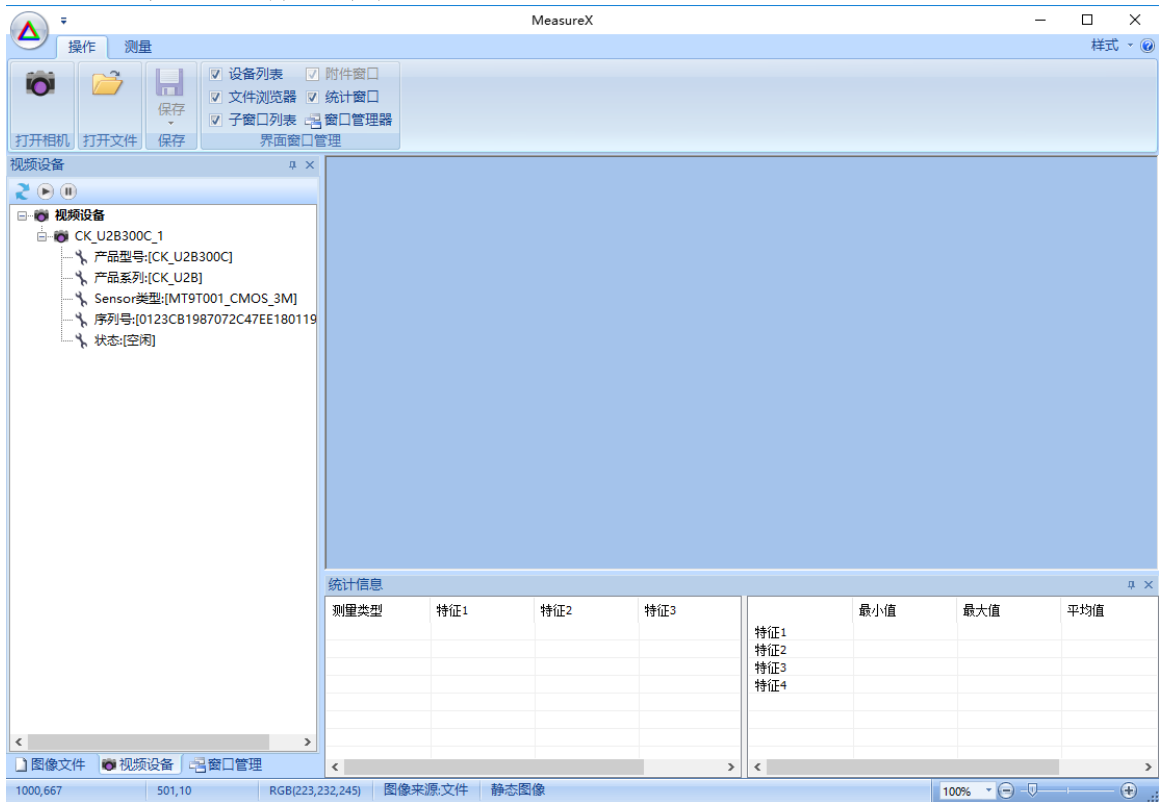 MeasureX
操作 测量 样式
设备列表 附件窗口
文件浏览器 统计窗口
保存
子窗口列表 窗口管理器
打开相机 打开文件 保存 界面窗口管理
视频设备
视频设备
CK_U2B300C_1
产品型号:[CK_U2B300C]
产品系列:[CK_U2B]
Sensor类型:[MT9T001_CMOS_3M]
序列号:[0123CB1987072C47EE180119
状态:[空闲]
统计信息
测量类型 特征1 特征2 特征3 最小值 最大值 平均值
特征1
特征2
特征3
特征4
图像文件 视频设备 窗口管理
1000,667 501,10 RGB(223,232,245) 图像来源:文件 静态图像 100%